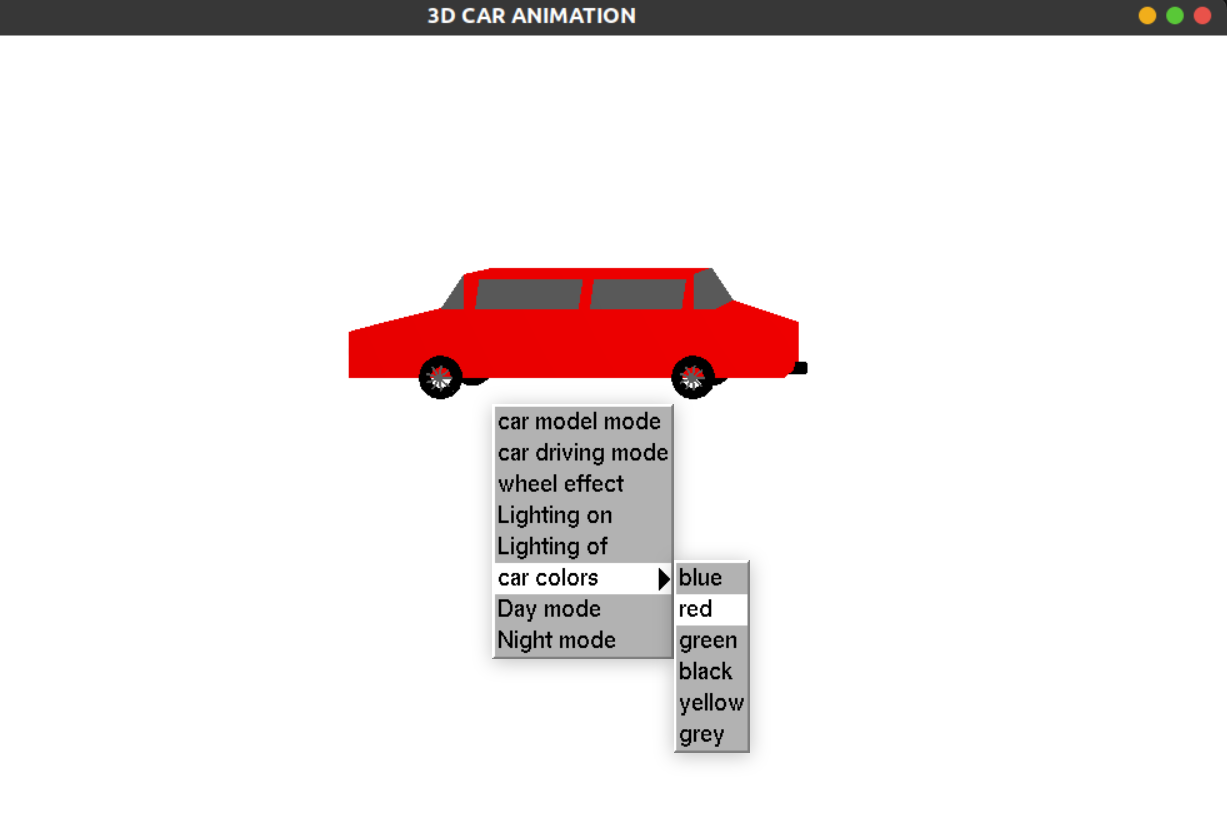 3D CAR ANIMATION
car model mode
car driving mode
wheel effect
Lighting on
Lighting of
car colors
Day mode
Night mode
blue
red
green
black
yellow
grey